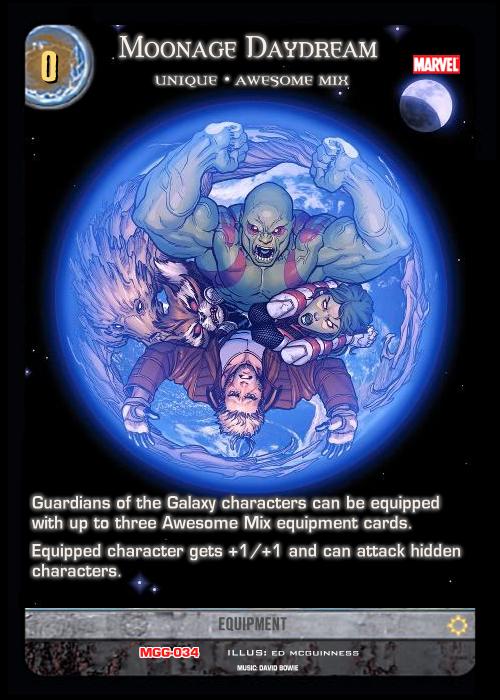 0
MOONAGE DAYDREAM
UNIQUE • AWESOME MIX
MARVEL
Guardians of the Galaxy characters can be equipped
with up to three Awesome Mix equipment cards.
Equipped character gets +1/+1 and can attack hidden
characters.
EQUIPMENT
MGG-034
ILLUS: ED MCGUINNESS
MUSIC: DAVID BOWIE